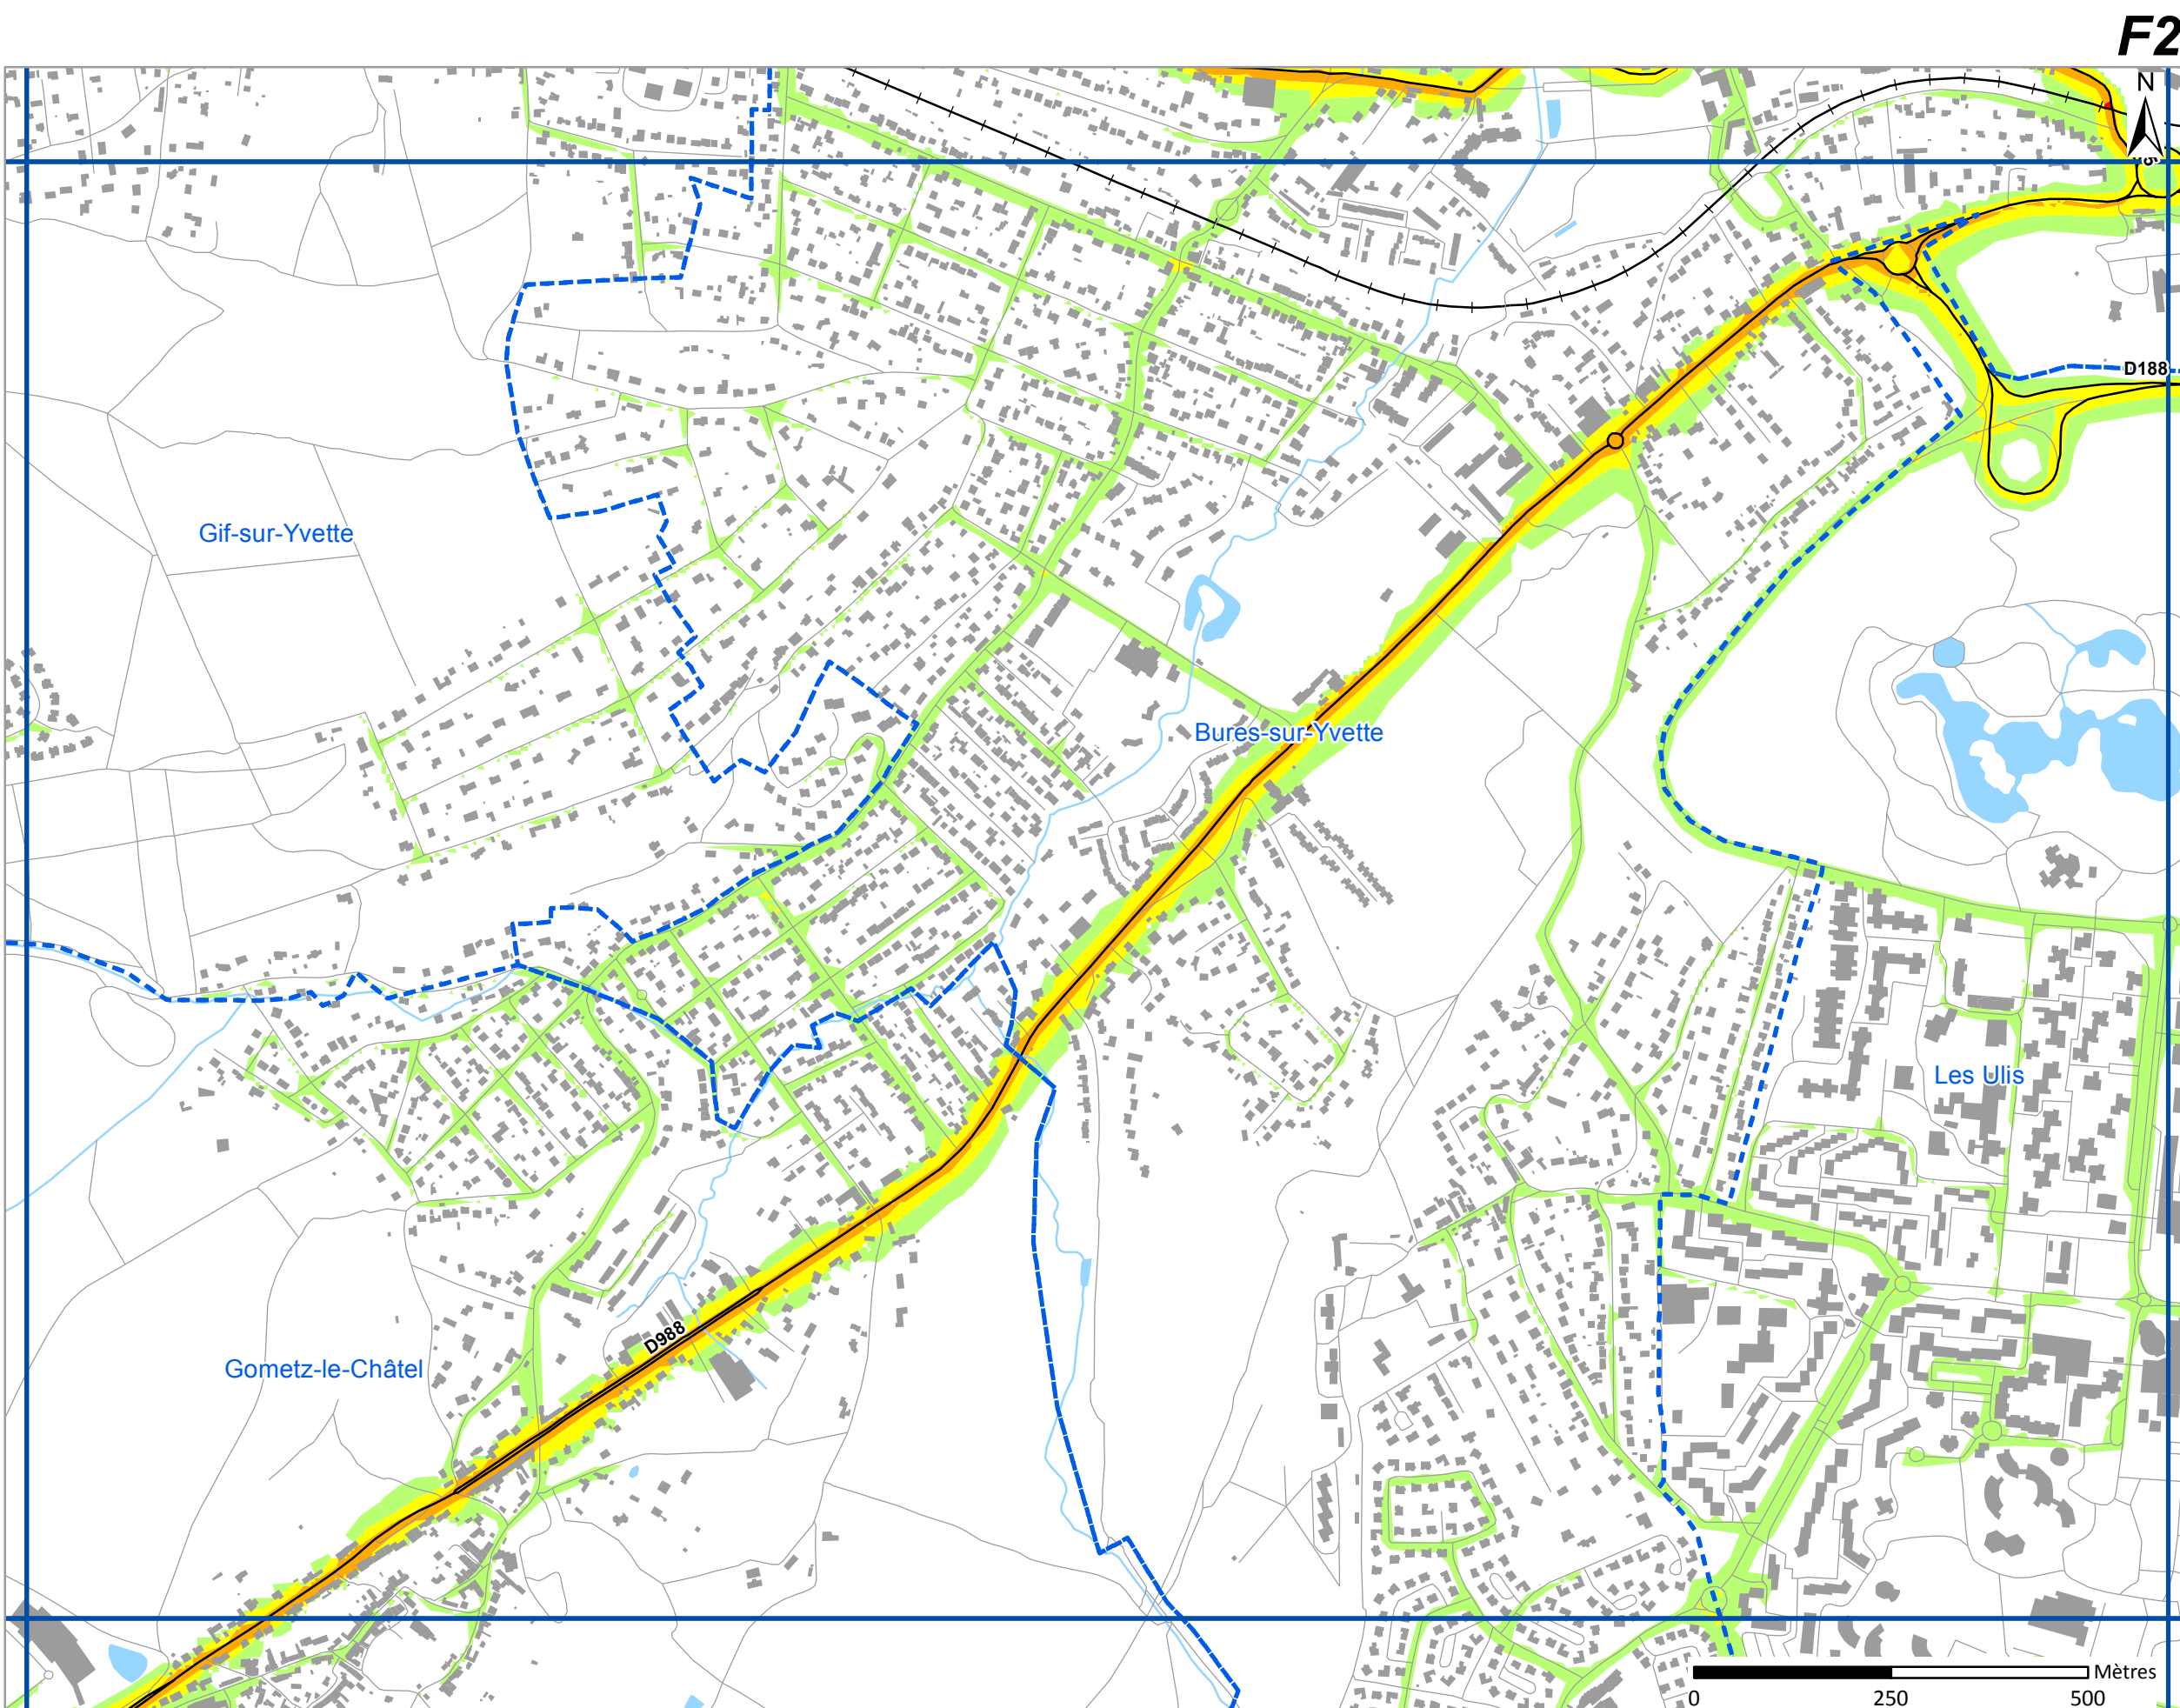 F2
N
D188
Gif-sur-Yvette
Bures-sur-Yvette
Les Ulis
D988
Gometz-le-Châtel
Mètres
0 250 500